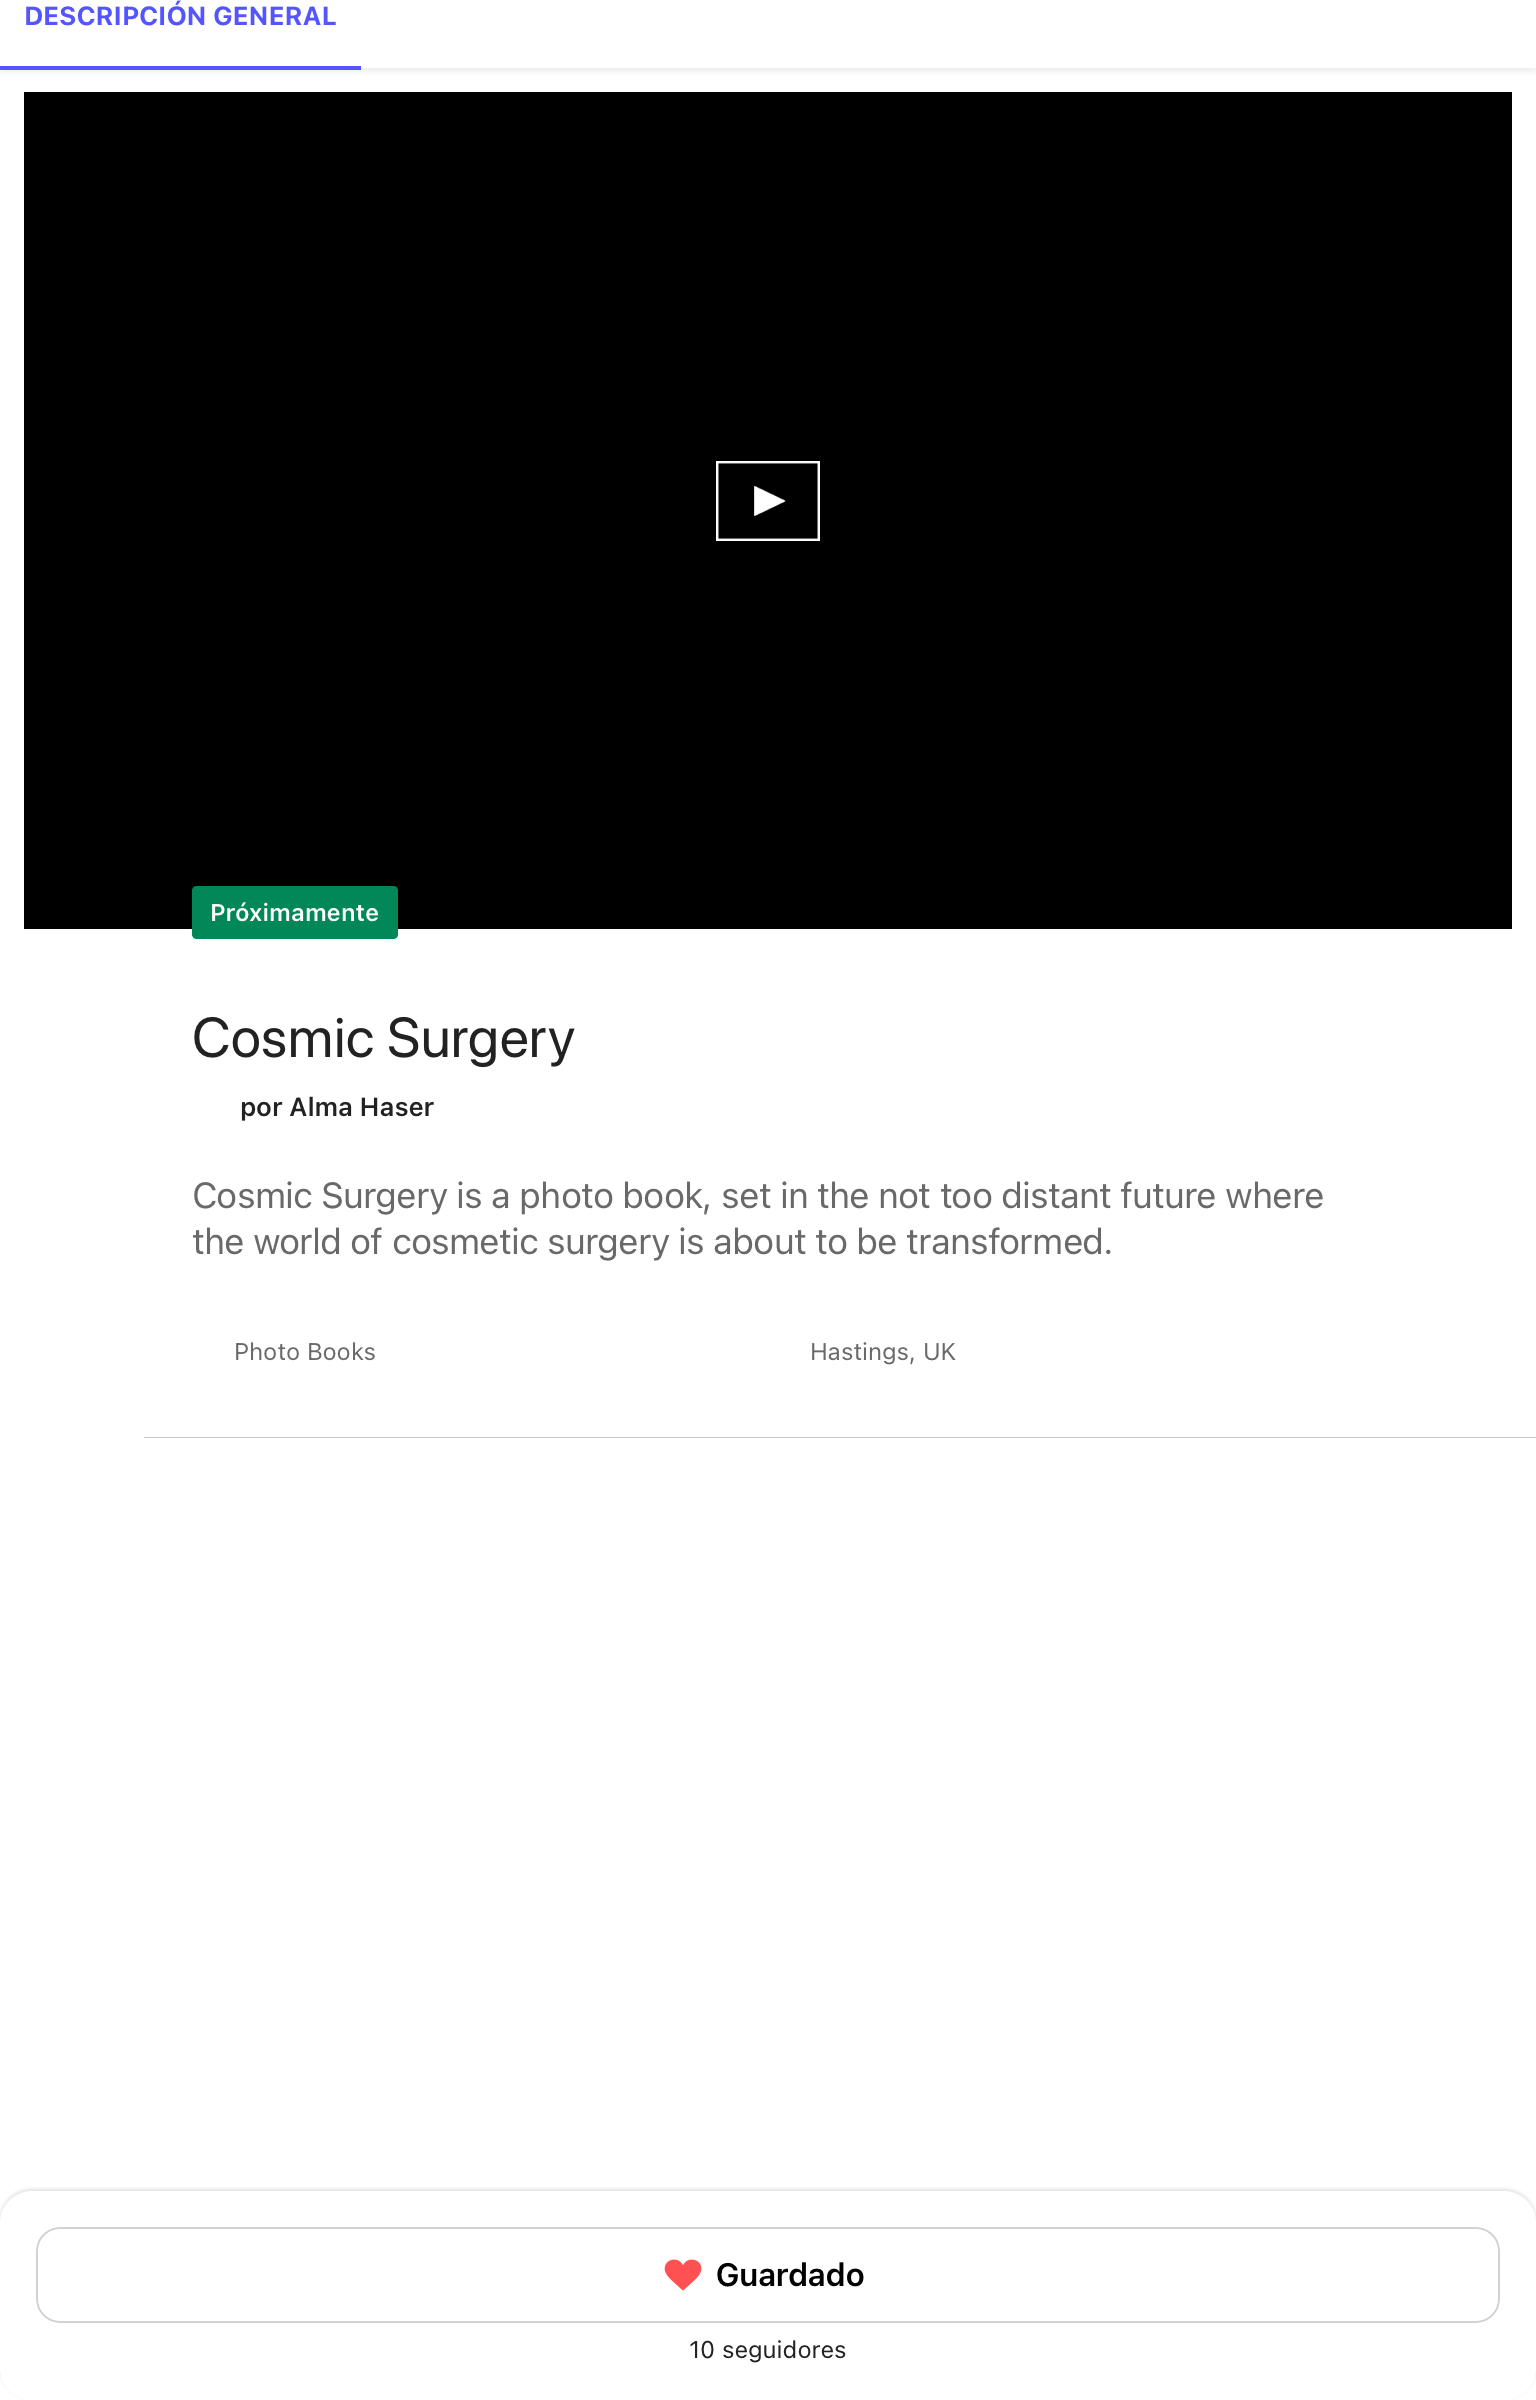 DESCRIPCIÓN GENERAL
Próximamente
Cosmic Surgery
por Alma Haser
Cosmic Surgery is a photo book, set in the not too distant future where
the world of cosmetic surgery is about to be transformed.
Photo Books
Hastings, UK
Guardado
10 seguidores